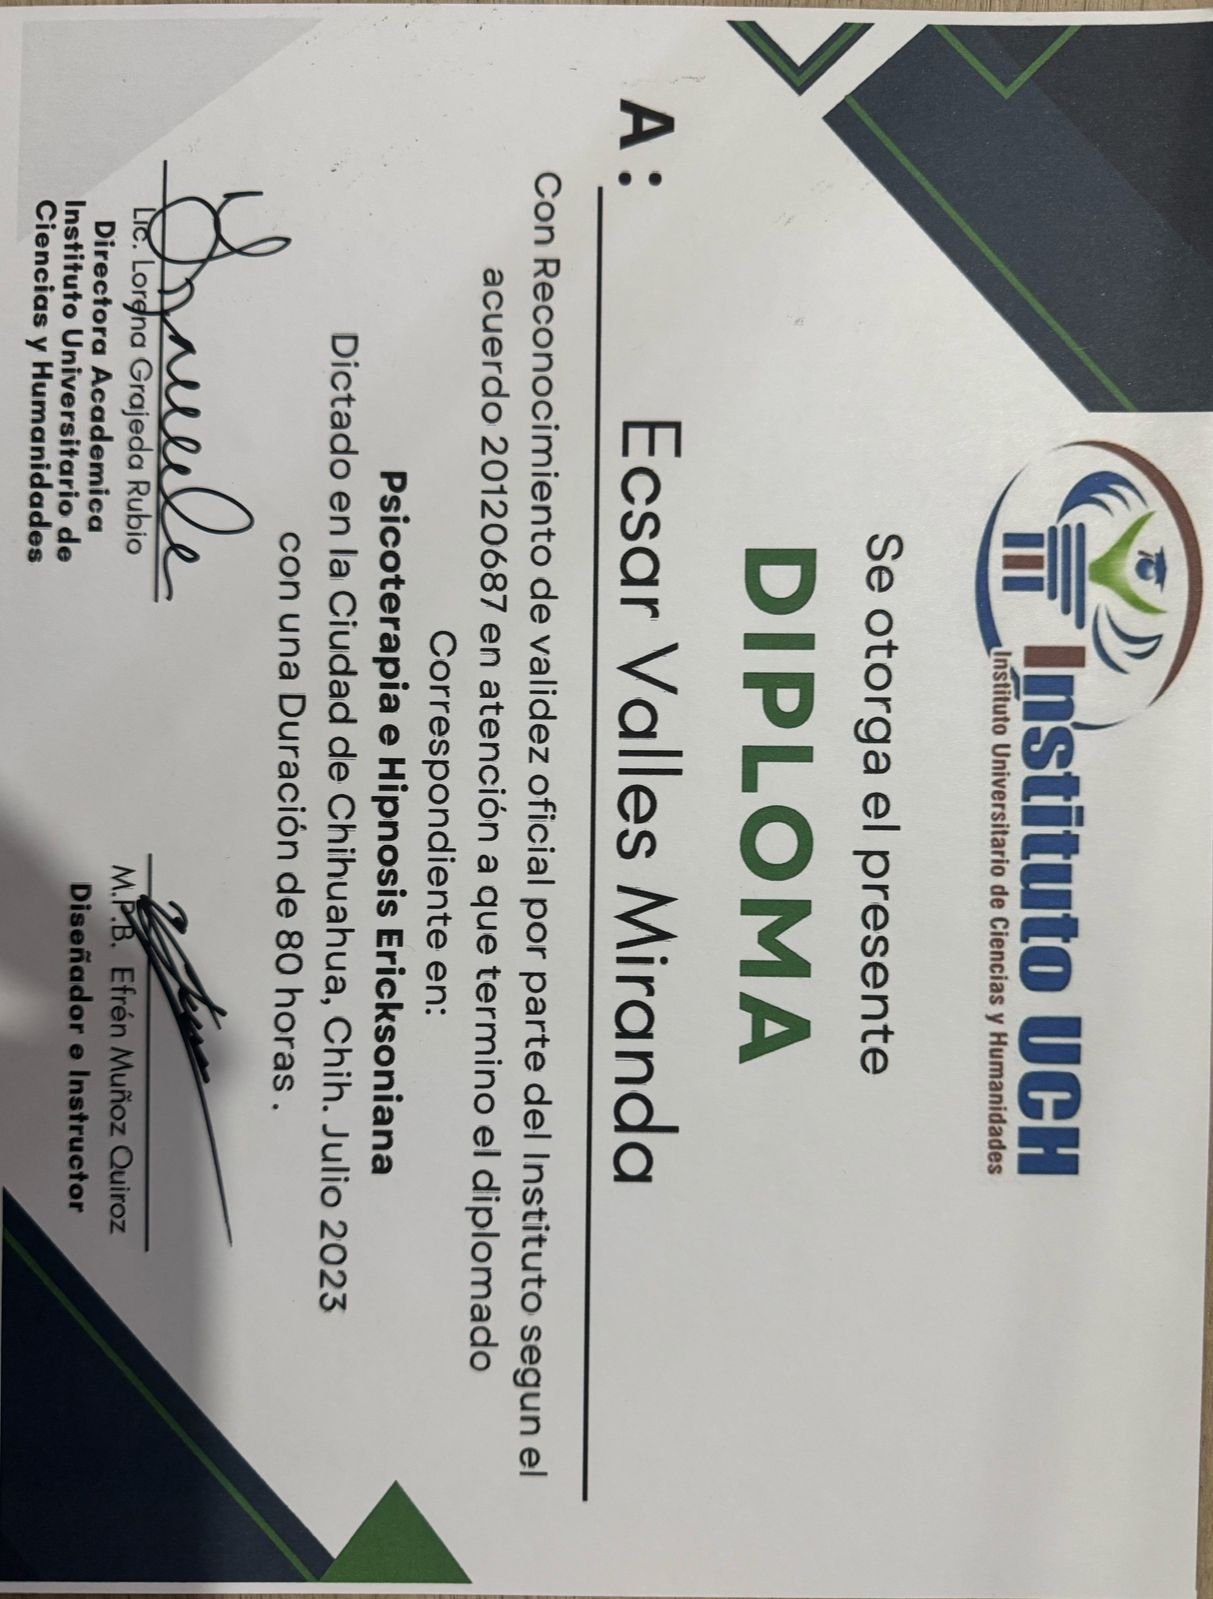 Instituto UCH
Instituto Universitario de Ciencias y Humanidades
Se otorga el presente
DIPLOMA
A: Ecsar Valles Miranda
Con Reconocimiento de validez oficial por parte del Instituto segun el
acuerdo 20120687 en atención a que termino el diplomado
Correspondiente en:
Psicoterapia e Hipnosis Ericksoniana
Dictado en la Ciudad de Chihuahua, Chih. Julio 2023
con una Duración de 80 horas.
Lic. Lorena Grajeda Rubio
Directora Academica
Instituto Universitario de
Ciencias y Humanidades
M.P.B. Efrén Muñoz Quiroz
Diseñador e Instructor